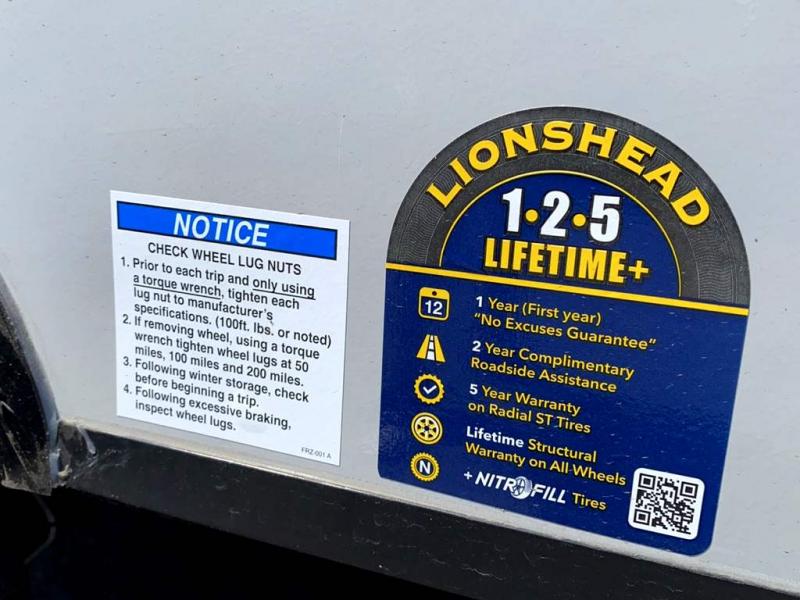 NOTICE
CHECK WHEEL LUG NUTS
1. Prior to each trip and only using
a torque wrench, tighten each
lug nut to manufacturer's
specifications. (100ft. lbs. or noted)
2. If removing wheel, using a torque
wrench tighten wheel lugs at 50
miles, 100 miles and 200 miles.
3. Following winter storage, check
before beginning a trip.
4. Following excessive braking,
inspect wheel lugs.
FRZ-001 A
LIONSHEAD
1•2•5
LIFETIME+
12
1 Year (First year)
"No Excuses Guarantee"
2 Year Complimentary
Roadside Assistance
5 Year Warranty
on Radial ST Tires
Lifetime Structural
Warranty on All Wheels
N
+ NITROFILL Tires